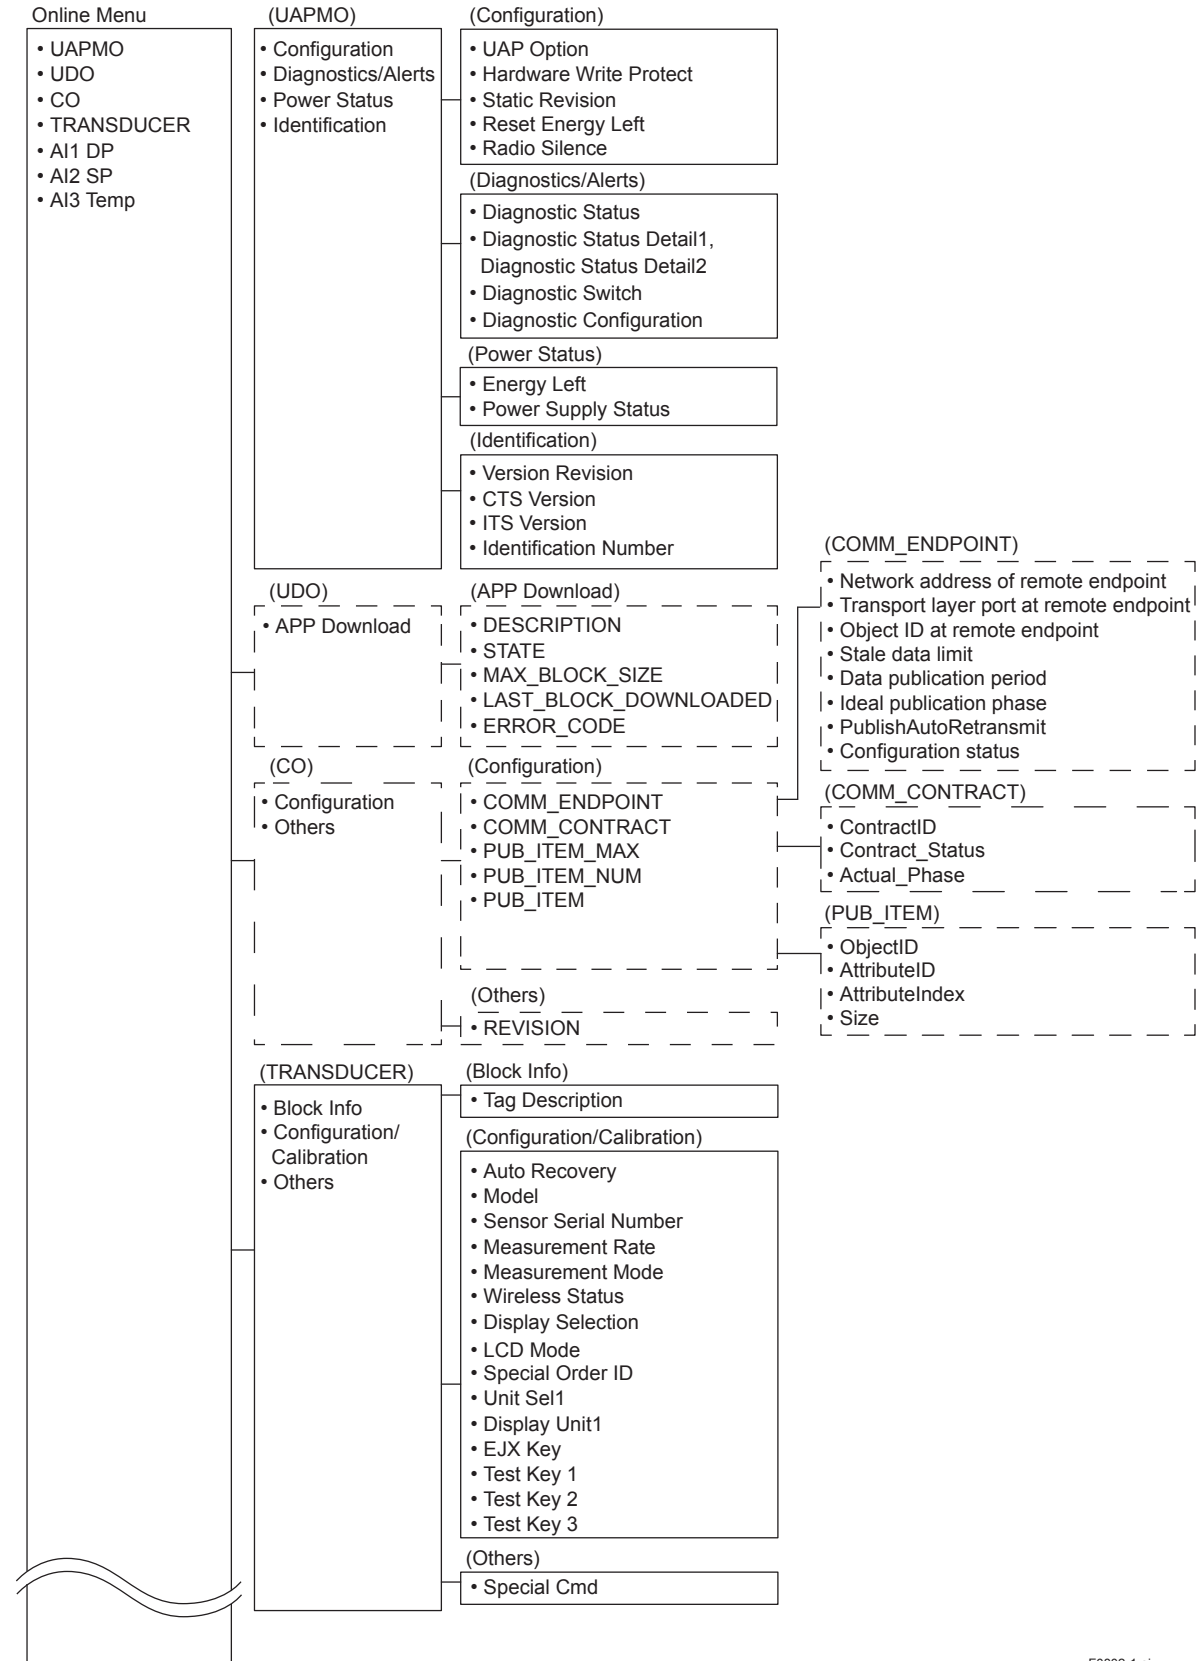 Online Menu
• UAPMO
• UDO
• CO
• TRANSDUCER
• AI1 DP
• AI2 SP
• AI3 Temp
(UAPMO)
• Configuration
• Diagnostics/Alerts
• Power Status
• Identification
(Configuration)
• UAP Option
• Hardware Write Protect
• Static Revision
• Reset Energy Left
• Radio Silence
(Diagnostics/Alerts)
• Diagnostic Status
• Diagnostic Status Detail1,
Diagnostic Status Detail2
• Diagnostic Switch
• Diagnostic Configuration
(Power Status)
• Energy Left
• Power Supply Status
(Identification)
• Version Revision
• CTS Version
• ITS Version
• Identification Number
(UDO)
• APP Download
(APP Download)
• DESCRIPTION
• STATE
• MAX_BLOCK_SIZE
• LAST_BLOCK_DOWNLOADED
• ERROR_CODE
(CO)
• Configuration
• Others
(Configuration)
• COMM_ENDPOINT
• COMM_CONTRACT
• PUB_ITEM_MAX
• PUB_ITEM_NUM
• PUB_ITEM
(COMM_ENDPOINT)
• Network address of remote endpoint
• Transport layer port at remote endpoint
• Object ID at remote endpoint
• Stale data limit
• Data publication period
• Ideal publication phase
• PublishAutoRetransmit
• Configuration status
(COMM_CONTRACT)
• ContractID
• Contract_Status
• Actual_Phase
(PUB_ITEM)
• ObjectID
• AttributeID
• AttributeIndex
• Size
(Others)
• REVISION
(TRANSDUCER)
• Block Info
• Configuration/
Calibration
• Others
(Block Info)
• Tag Description
(Configuration/Calibration)
• Auto Recovery
• Model
• Sensor Serial Number
• Measurement Rate
• Measurement Mode
• Wireless Status
• Display Selection
• LCD Mode
• Special Order ID
• Unit Sel1
• Display Unit1
• EJX Key
• Test Key 1
• Test Key 2
• Test Key 3
(Others)
• Special Cmd